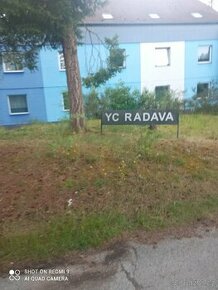 YC RADAVA
SHOT ON REDMI 9
AI QUAD CAMERA